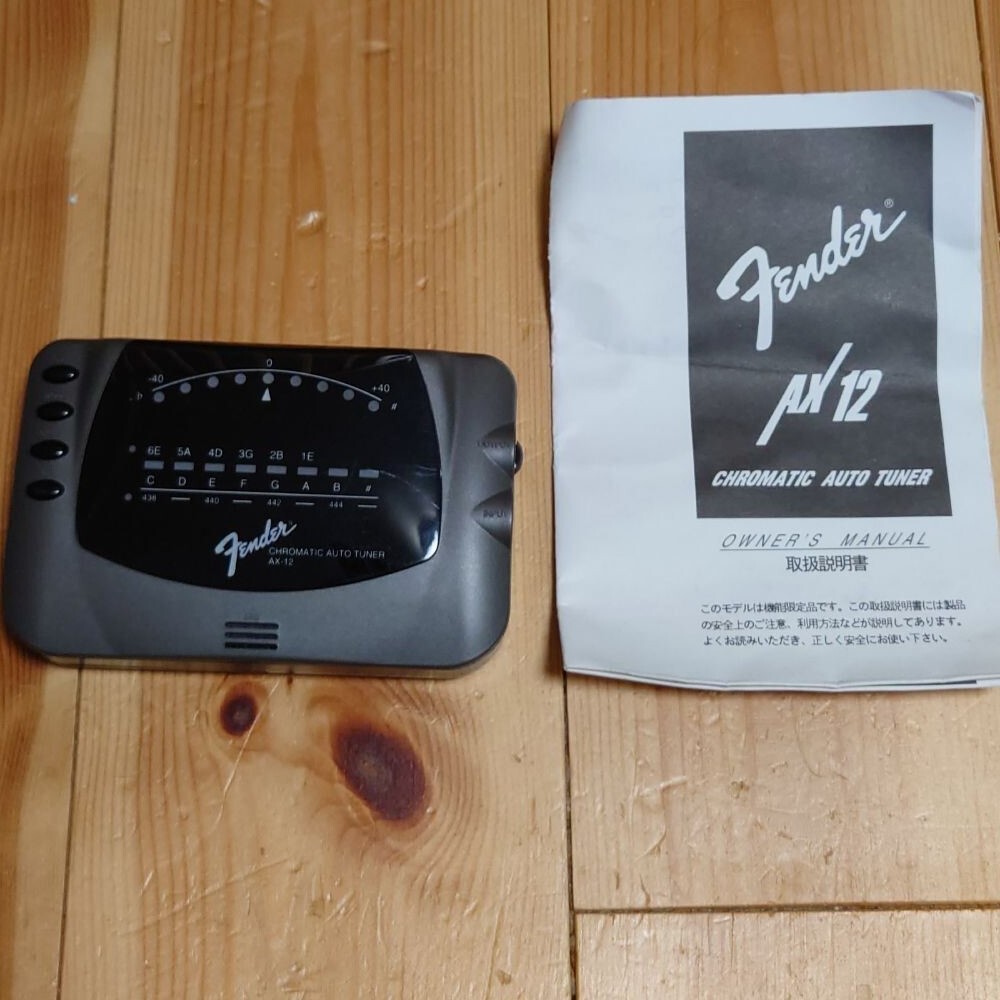 -40 0 +40
b #
6E 5A 4D 3G 2B 1E
C D E F G A B #
438 — 440 — 442 — 444 —
Fender
CHROMATIC AUTO TUNER
AX-12
OUTPUT
INPUT
Fender®
AX 12
CHROMATIC AUTO TUNER
OWNER'S MANUAL
取扱説明書
このモデルは機能限定品です。この取扱説明書には製品
の安全上のご注意、利用方法などが説明してあります。
よくお読みいただき、正しく安全にお使い下さい。